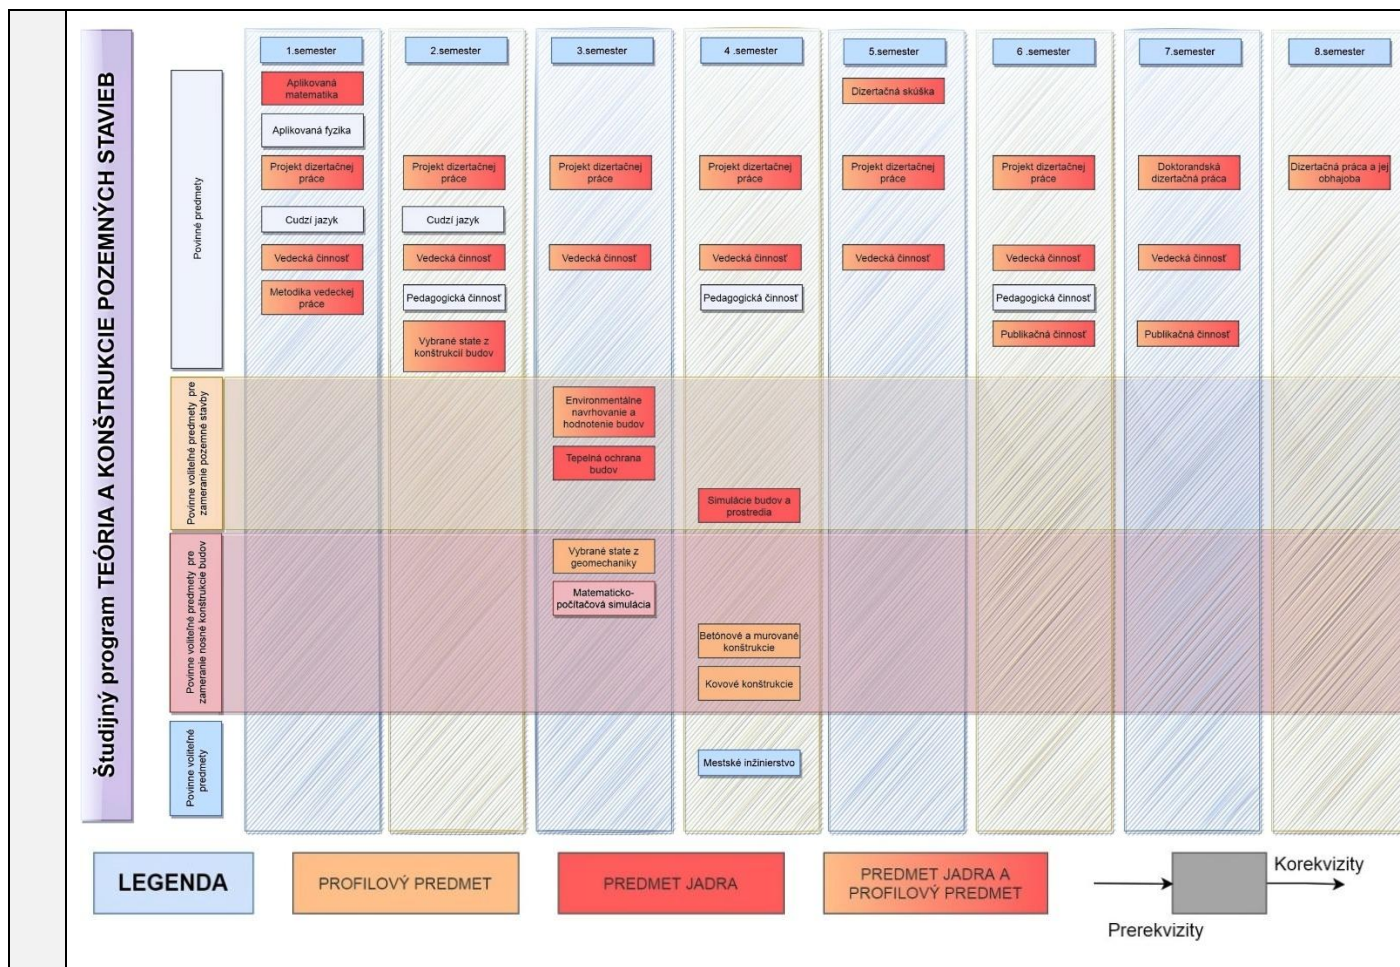 Študijný program TEÓRIA A KONŠTRUKCIE POZEMNÝCH STAVIEB
1.semester
2.semester
3.semester
4 .semester
5.semester
6 .semester
7.semester
8.semester
Povinné predmety
Aplikovaná
matematika
Dizertačná skúška
Aplikovaná fyzika
Projekt dizertačnej
práce
Projekt dizertačnej
práce
Projekt dizertačnej
práce
Projekt dizertačnej
práce
Projekt dizertačnej
práce
Projekt dizertačnej
práce
Doktorandská
dizertačná práca
Dizertačná práca a jej
obhajoba
Cudzí jazyk
Cudzí jazyk
Vedecká činnosť
Vedecká činnosť
Vedecká činnosť
Vedecká činnosť
Vedecká činnosť
Vedecká činnosť
Vedecká činnosť
Metodika vedeckej
práce
Pedagogická činnosť
Pedagogická činnosť
Pedagogická činnosť
Vybrané state z
konštrukcií budov
Publikačná činnosť
Publikačná činnosť
Povinne voliteľné predmety pre
zameranie pozemné stavby
Environmentálne
navrhovanie a
hodnotenie budov
Tepelná ochrana
budov
Simulácie budov a
prostredia
Povinne voliteľné predmety pre
zameranie nosné konštrukcie budov
Vybrané state z
geomechaniky
Matematicko-
počítačová simulácia
Betónové a murované
konštrukcie
Kovové konštrukcie
Povinne voliteľné
predmety
Mestské inžinierstvo
LEGENDA
PROFILOVÝ PREDMET
PREDMET JADRA
PREDMET JADRA A
PROFILOVÝ PREDMET
Korekvizity
Prerekvizity